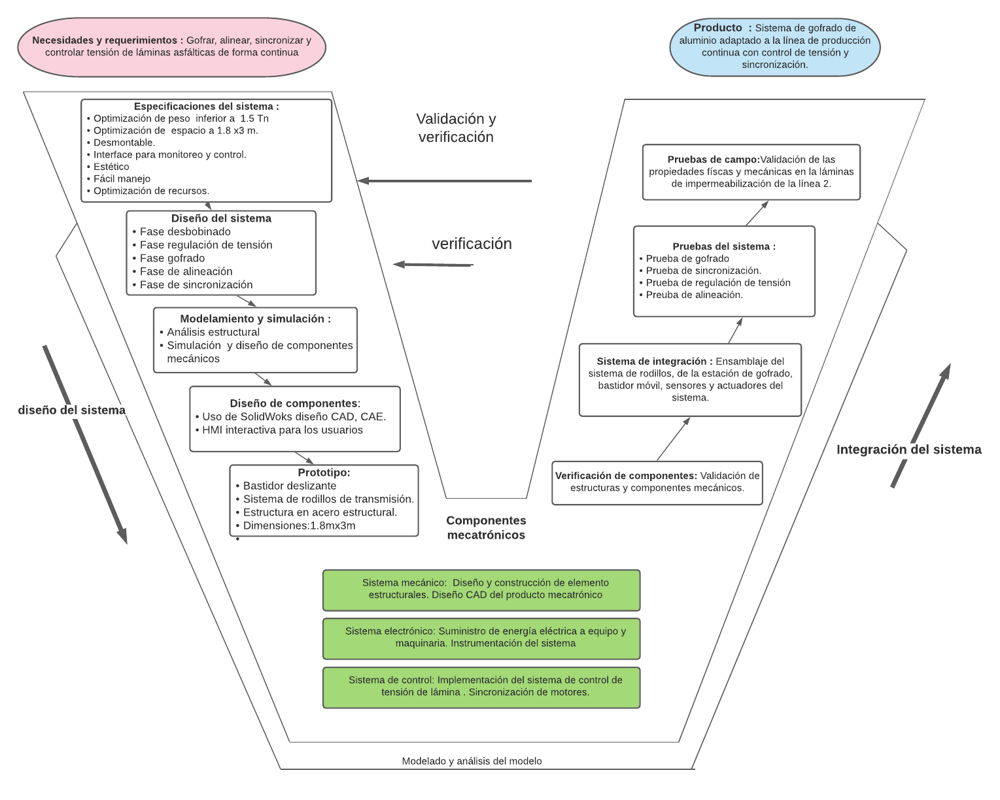 Necesidades y requerimientos : Gofrar, alinear, sincronizar y
controlar tensión de láminas asfálticas de forma continua
Producto : Sistema de gofrado de
aluminio adaptado a la línea de producción
continua con control de tensión y
sincronización.
Especificaciones del sistema :
• Optimización de peso inferior a 1.5 Tn
• Optimización de espacio a 1.8 x3 m.
• Desmontable.
• Interface para monitoreo y control.
• Estético
• Fácil manejo
• Optimización de recursos.
Diseño del sistema
• Fase desbobinado
• Fase regulación de tensión
• Fase gofrado
• Fase de alineación
• Fase de sincronización
Modelamiento y simulación :
• Análisis estructural
• Simulación y diseño de componentes
mecánicos
Diseño de componentes:
• Uso de SolidWoks diseño CAD, CAE.
• HMI interactiva para los usuarios
Prototipo:
• Bastidor deslizante
• Sistema de rodillos de transmisión.
• Estructura en acero estructural.
• Dimensiones:1.8mx3m
•
diseño del sistema
Validación y
verificación
verificación
Componentes
mecatrónicos
Sistema mecánico: Diseño y construcción de elemento
estructurales. Diseño CAD del producto mecatrónico
Sistema electrónico: Suministro de energía eléctrica a equipo y
maquinaria. Instrumentación del sistema
Sistema de control: Implementación del sistema de control de
tensión de lámina . Sincronización de motores.
Modelado y análisis del modelo
Pruebas de campo:Validación de las
propiedades físcas y mecánicas en la láminas
de impermeabilización de la línea 2.
Pruebas del sistema :
• Prueba de gofrado
• Prueba de sincronización.
• Prueba de regulación de tensión
• Preuba de alineación.
Sistema de integración : Ensamblaje del
sistema de rodillos, de la estación de gofrado,
bastidor móvil, sensores y actuadores del
sistema.
Verificación de componentes: Validación de
estructuras y componentes mecánicos.
Integración del sistema